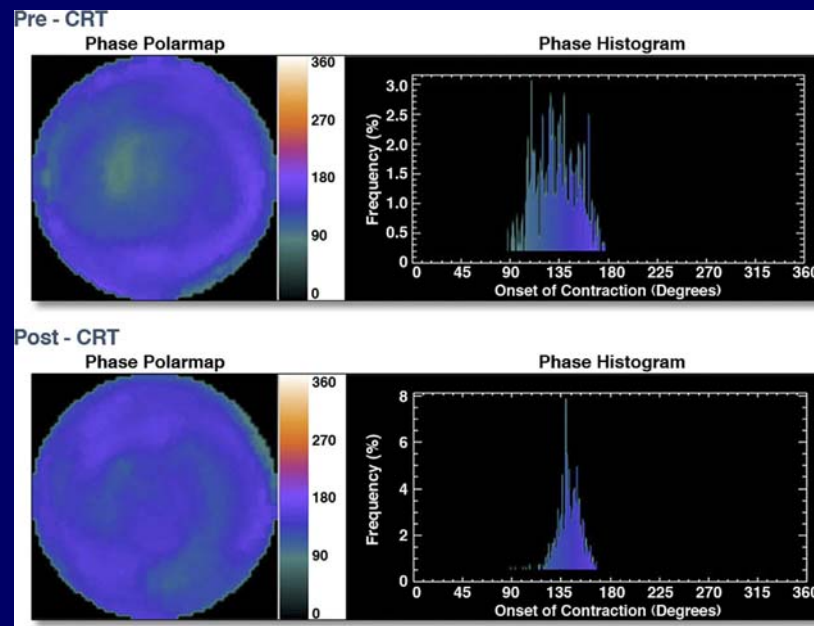 Pre - CRT
Phase Polarmap
360
270
180
90
0
Phase Histogram
Frequency (%)
3.0
2.5
2.0
1.5
1.0
0.5
0
0 45 90 135 180 225 270 315 360
Onset of Contraction (Degrees)
Post - CRT
Phase Polarmap
360
270
180
90
0
Phase Histogram
Frequency (%)
8
6
4
2
0
0 45 90 135 180 225 270 315 360
Onset of Contraction (Degrees)